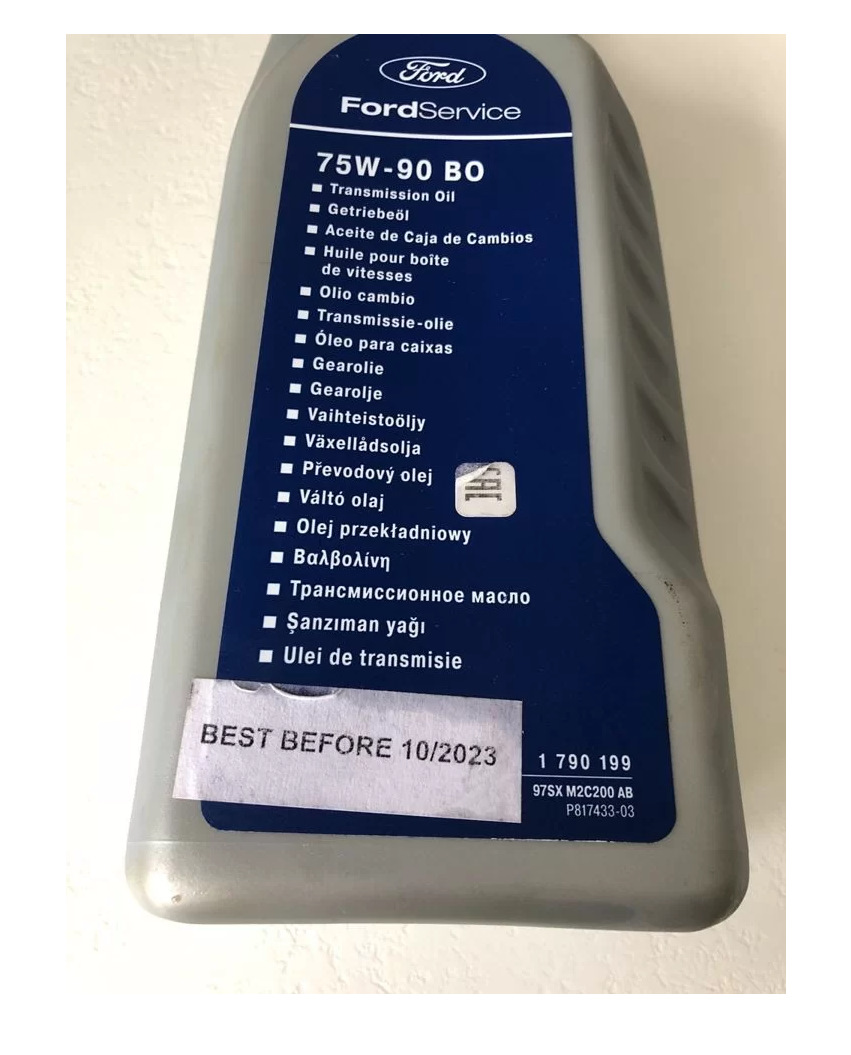 Ford
FordService
75W-90 BO
Transmission Oil
Getriebeöl
Aceite de Caja de Cambios
Huile pour boîte
de vitesses
Olio cambio
Transmissie-olie
Óleo para caixas
Gearolie
Gearolje
Vaihteistoöljy
Växellådsolja
Převodový olej
Váltó olaj
Olej przekładniowy
Βαλβολίνη
Трансмиссионное масло
Şanzıman yağı
Ulei de transmisie
BEST BEFORE 10/2023
1 790 199
97SX M2C200 AB
P817433-03